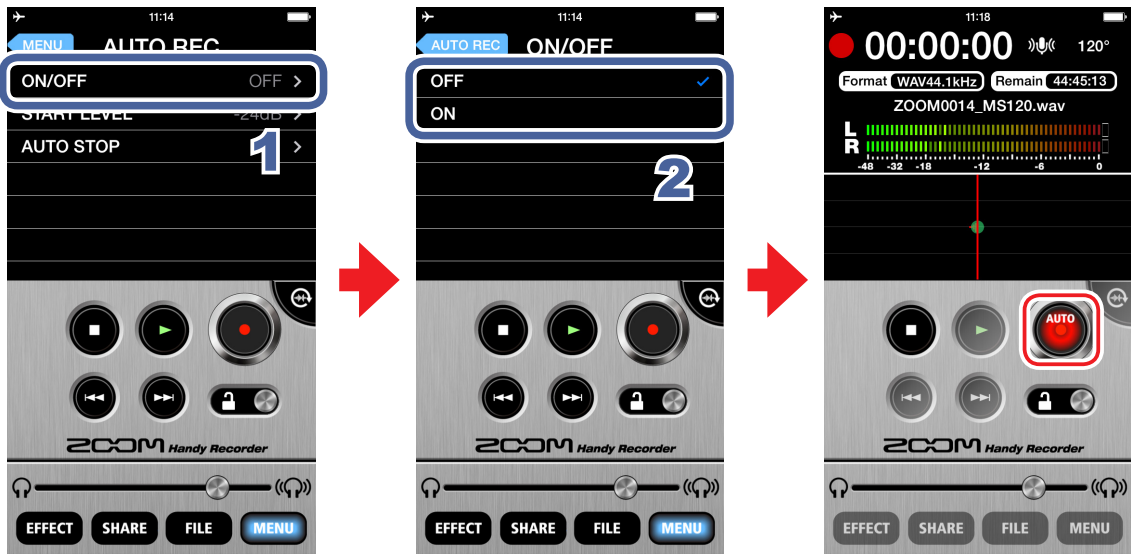 11:14
MENU AUTO REC
ON/OFF OFF
START LEVEL -24dB
AUTO STOP
1
ZOOM Handy Recorder
EFFECT SHARE FILE MENU
11:14
AUTO REC ON/OFF
OFF
ON
2
ZOOM Handy Recorder
EFFECT SHARE FILE MENU
11:18
00:00:00 120°
Format WAV44.1kHz Remain 44:45:13
ZOOM0014_MS120.wav
L
R
-48 -32 -18 -12 -6 0
AUTO
ZOOM Handy Recorder
EFFECT SHARE FILE MENU